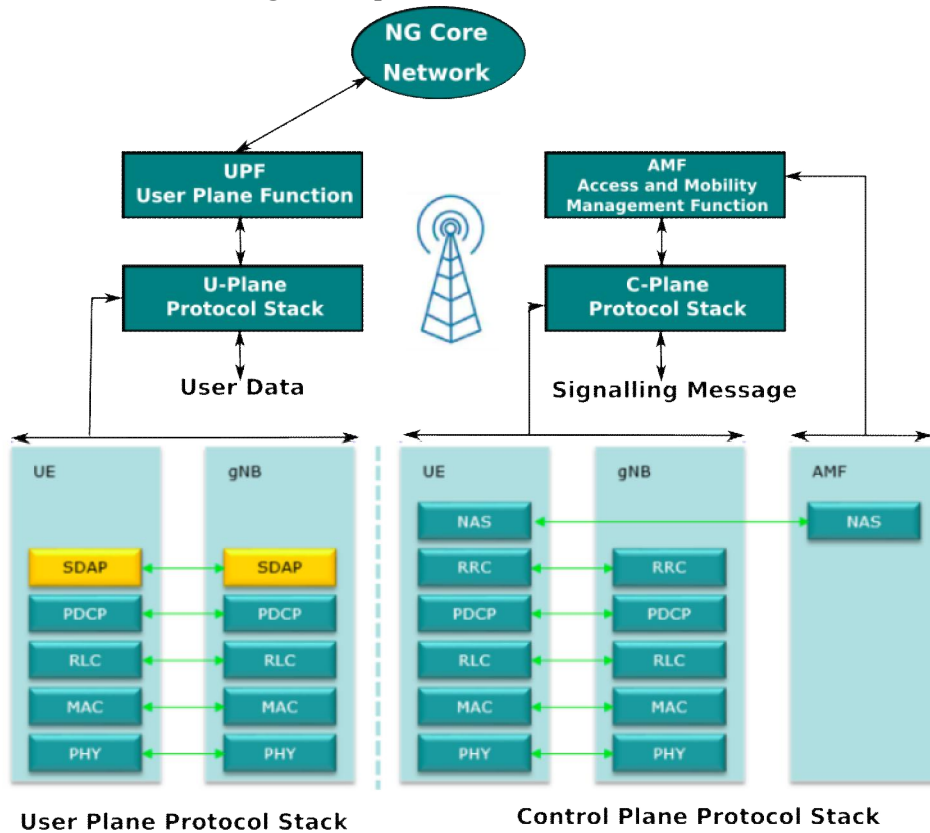 NG Core
Network
UPF
User Plane Function
AMF
Access and Mobility
Management Function
U-Plane
Protocol Stack
C-Plane
Protocol Stack
User Data
Signalling Message
UE
gNB
SDAP
SDAP
PDCP
PDCP
RLC
RLC
MAC
MAC
PHY
PHY
UE
gNB
AMF
NAS
NAS
RRC
RRC
PDCP
PDCP
RLC
RLC
MAC
MAC
PHY
PHY
User Plane Protocol Stack
Control Plane Protocol Stack